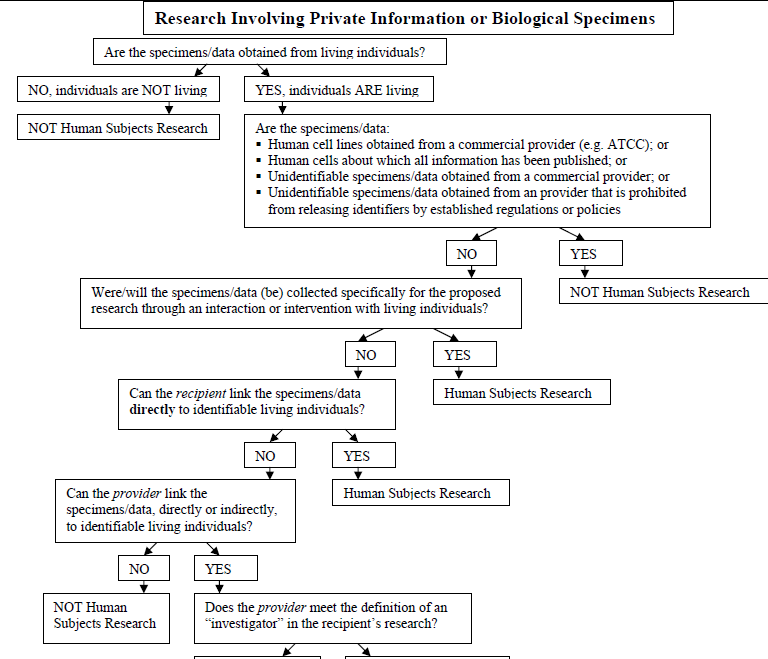 Research Involving Private Information or Biological Specimens
Are the specimens/data obtained from living individuals?
NO, individuals are NOT living
YES, individuals ARE living
NOT Human Subjects Research
Are the specimens/data:
▪ Human cell lines obtained from a commercial provider (e.g. ATCC); or
▪ Human cells about which all information has been published; or
▪ Unidentifiable specimens/data obtained from a commercial provider; or
▪ Unidentifiable specimens/data obtained from an provider that is prohibited
from releasing identifiers by established regulations or policies
NO
YES
NOT Human Subjects Research
Were/will the specimens/data (be) collected specifically for the proposed
research through an interaction or intervention with living individuals?
NO
YES
Human Subjects Research
Can the recipient link the specimens/data
directly to identifiable living individuals?
NO
YES
Human Subjects Research
Can the provider link the
specimens/data, directly or indirectly,
to identifiable living individuals?
NO
YES
NOT Human
Subjects Research
Does the provider meet the definition of an
“investigator” in the recipient’s research?